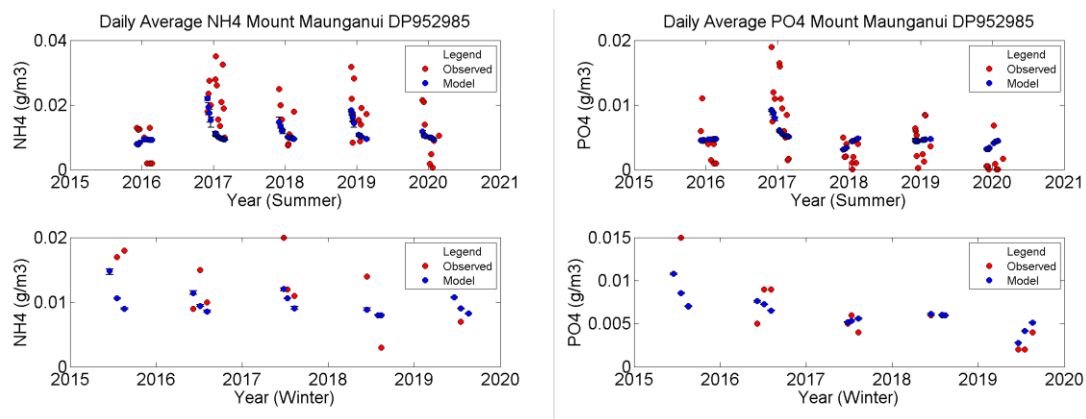 Daily Average NH4 Mount Maunganui DP952985
0.04
0.02
0
NH4 (g/m3)
Legend
Observed
Model
2015 2016 2017 2018 2019 2020 2021
Year (Summer)
Daily Average PO4 Mount Maunganui DP952985
0.02
0.01
0
PO4 (g/m3)
Legend
Observed
Model
2015 2016 2017 2018 2019 2020 2021
Year (Summer)
0.02
0.01
0
NH4 (g/m3)
Legend
Observed
Model
2015 2016 2017 2018 2019 2020
Year (Winter)
0.015
0.01
0.005
0
PO4 (g/m3)
Legend
Observed
Model
2015 2016 2017 2018 2019 2020
Year (Winter)